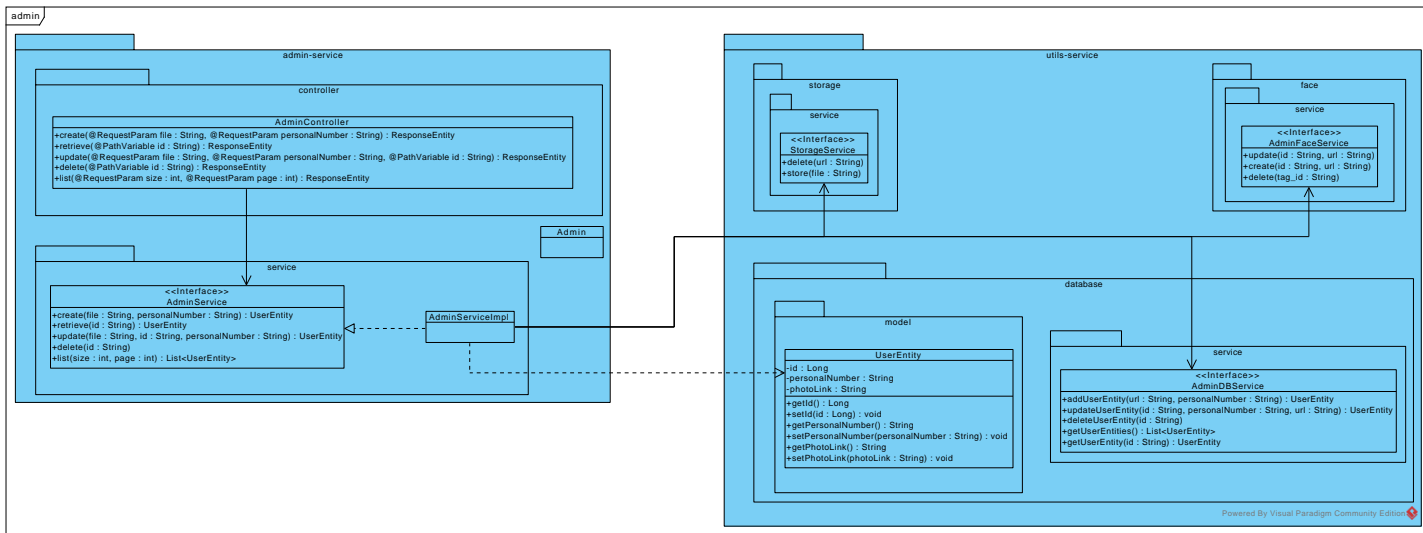 admin
admin-service
controller
AdminController
+create(@RequestParam file : String, @RequestParam personalNumber : String) : ResponseEntity
+retrieve(@PathVariable id : String) : ResponseEntity
+update(@RequestParam file : String, @RequestParam personalNumber : String, @PathVariable id : String) : ResponseEntity
+delete(@PathVariable id : String) : ResponseEntity
+list(@RequestParam size : int, @RequestParam page : int) : ResponseEntity
Admin
service
<<Interface>>
AdminService
+create(file : String, personalNumber : String) : UserEntity
+retrieve(id : String) : UserEntity
+update(file : String, id : String, personalNumber : String) : UserEntity
+delete(id : String)
+list(size : int, page : int) : List<UserEntity>
AdminServiceImpl
utils-service
storage
service
<<Interface>>
StorageService
+delete(url : String)
+store(file : String)
face
service
<<Interface>>
AdminFaceService
+update(id : String, url : String)
+create(id : String, url : String)
+delete(tag_id : String)
database
model
UserEntity
-id : Long
-personalNumber : String
-photoLink : String
+getId() : Long
+setId(id : Long) : void
+getPersonalNumber() : String
+setPersonalNumber(personalNumber : String) : void
+getPhotoLink() : String
+setPhotoLink(photoLink : String) : void
service
<<Interface>>
AdminDBService
+addUserEntity(url : String, personalNumber : String) : UserEntity
+updateUserEntity(id : String, personalNumber : String, url : String) : UserEntity
+deleteUserEntity(id : String)
+getUserEntities() : List<UserEntity>
+getUserEntity(id : String) : UserEntity
Powered By Visual Paradigm Community Edition